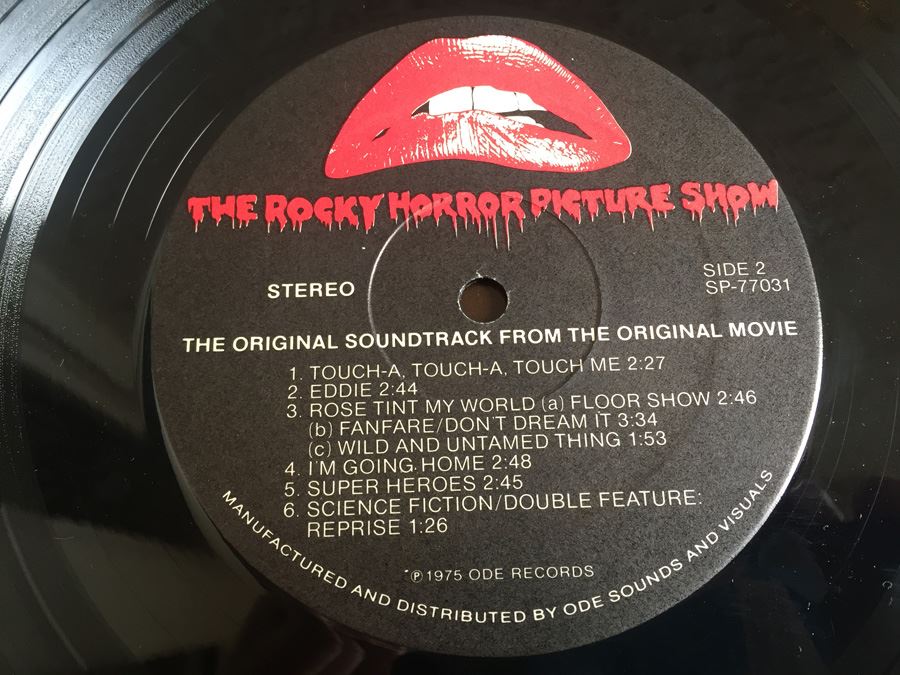 THE ROCKY HORROR PICTURE SHOW
STEREO
SIDE 2
SP-77031
THE ORIGINAL SOUNDTRACK FROM THE ORIGINAL MOVIE
1. TOUCH-A, TOUCH-A, TOUCH ME 2:27
2. EDDIE 2:44
3. ROSE TINT MY WORLD (a) FLOOR SHOW 2:46
(b) FANFARE/DON'T DREAM IT 3:34
(c) WILD AND UNTAMED THING 1:53
4. I'M GOING HOME 2:48
5. SUPER HEROES 2:45
6. SCIENCE FICTION/DOUBLE FEATURE:
REPRISE 1:26
℗1975 ODE RECORDS
MANUFACTURED AND DISTRIBUTED BY ODE SOUNDS AND VISUALS